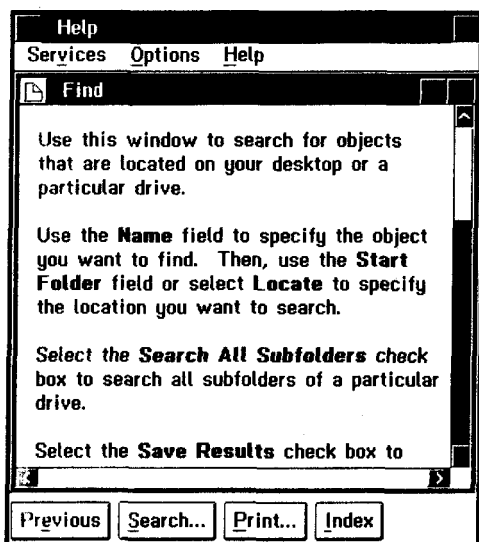 Help
Services Options Help
Find
Use this window to search for objects
that are located on your desktop or a
particular drive.
Use the Name field to specify the object
you want to find. Then, use the Start
Folder field or select Locate to specify
the location you want to search.
Select the Search All Subfolders check
box to search all subfolders of a particular
drive.
Select the Save Results check box to
Previous Search... Print... Index